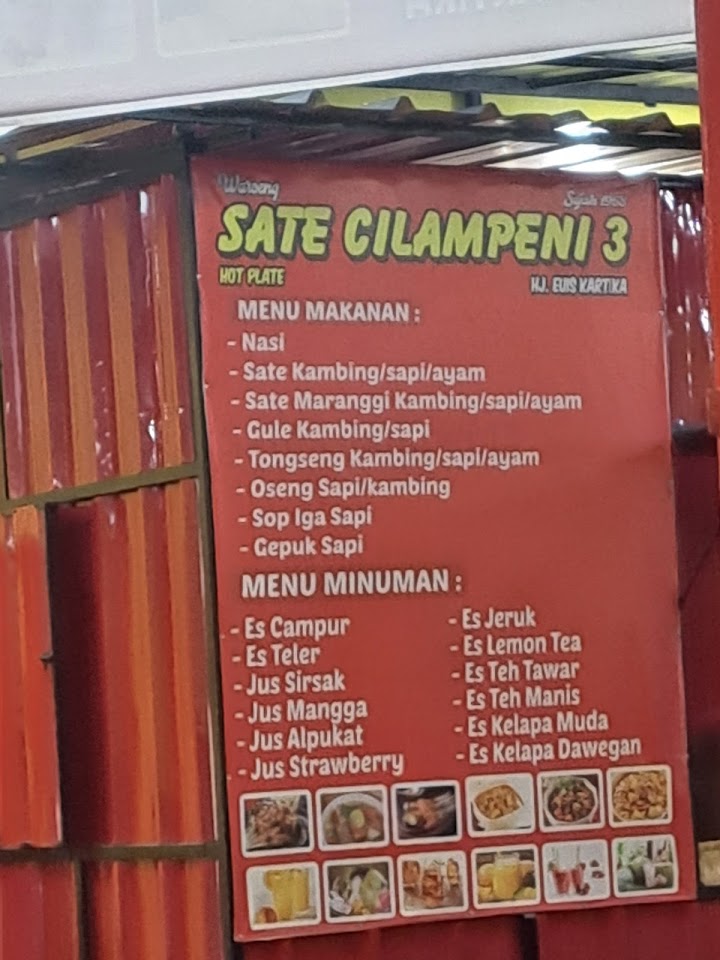 Waroeng
Sejak 1963
SATE CILAMPENI 3
HOT PLATE
HJ. EUIS KARTIKA
MENU MAKANAN :
- Nasi
- Sate Kambing/sapi/ayam
- Sate Maranggi Kambing/sapi/ayam
- Gule Kambing/sapi
- Tongseng Kambing/sapi/ayam
- Oseng Sapi/kambing
- Sop Iga Sapi
- Gepuk Sapi
MENU MINUMAN :
- Es Campur
- Es Teler
- Jus Sirsak
- Jus Mangga
- Jus Alpukat
- Jus Strawberry
- Es Jeruk
- Es Lemon Tea
- Es Teh Tawar
- Es Teh Manis
- Es Kelapa Muda
- Es Kelapa Dawegan